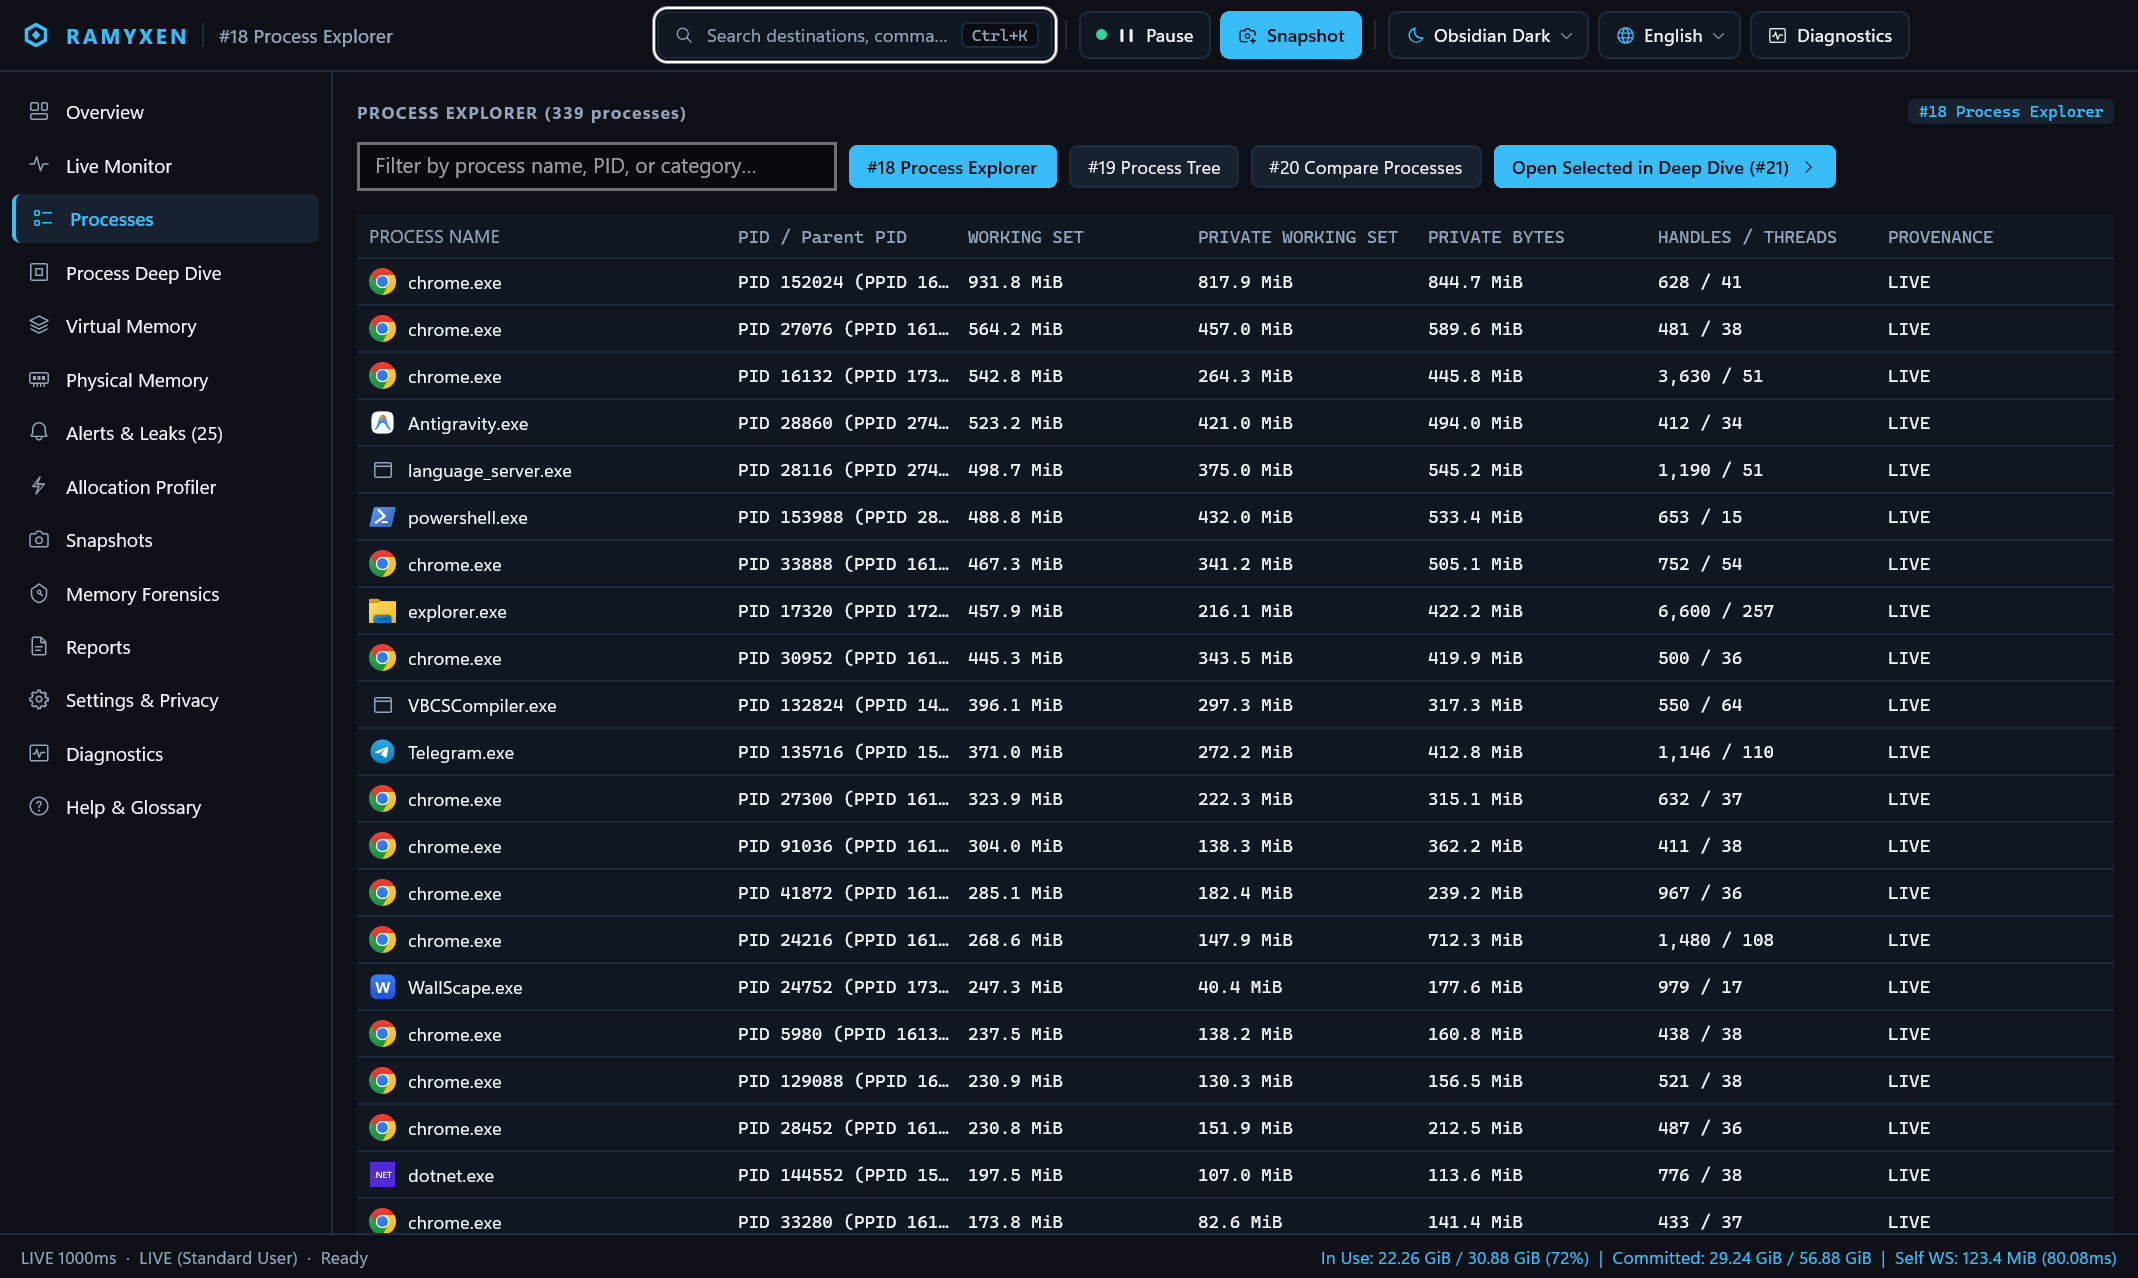 RAMYXEN #18 Process Explorer Search destinations, comma... Ctrl+K Pause Snapshot Obsidian Dark English Diagnostics
Overview
Live Monitor
Processes
Process Deep Dive
Virtual Memory
Physical Memory
Alerts & Leaks (25)
Allocation Profiler
Snapshots
Memory Forensics
Reports
Settings & Privacy
Diagnostics
Help & Glossary
PROCESS EXPLORER (339 processes) #18 Process Explorer
Filter by process name, PID, or category... #18 Process Explorer #19 Process Tree #20 Compare Processes Open Selected in Deep Dive (#21)
PROCESS NAME PID / Parent PID WORKING SET PRIVATE WORKING SET PRIVATE BYTES HANDLES / THREADS PROVENANCE
chrome.exe PID 152024 (PPID 16... 931.8 MiB 817.9 MiB 844.7 MiB 628 / 41 LIVE
chrome.exe PID 27076 (PPID 161... 564.2 MiB 457.0 MiB 589.6 MiB 481 / 38 LIVE
chrome.exe PID 16132 (PPID 173... 542.8 MiB 264.3 MiB 445.8 MiB 3,630 / 51 LIVE
Antigravity.exe PID 28860 (PPID 274... 523.2 MiB 421.0 MiB 494.0 MiB 412 / 34 LIVE
language_server.exe PID 28116 (PPID 274... 498.7 MiB 375.0 MiB 545.2 MiB 1,190 / 51 LIVE
powershell.exe PID 153988 (PPID 28... 488.8 MiB 432.0 MiB 533.4 MiB 653 / 15 LIVE
chrome.exe PID 33888 (PPID 161... 467.3 MiB 341.2 MiB 505.1 MiB 752 / 54 LIVE
explorer.exe PID 17320 (PPID 172... 457.9 MiB 216.1 MiB 422.2 MiB 6,600 / 257 LIVE
chrome.exe PID 30952 (PPID 161... 445.3 MiB 343.5 MiB 419.9 MiB 500 / 36 LIVE
VBCSCompiler.exe PID 132824 (PPID 14... 396.1 MiB 297.3 MiB 317.3 MiB 550 / 64 LIVE
Telegram.exe PID 135716 (PPID 15... 371.0 MiB 272.2 MiB 412.8 MiB 1,146 / 110 LIVE
chrome.exe PID 27300 (PPID 161... 323.9 MiB 222.3 MiB 315.1 MiB 632 / 37 LIVE
chrome.exe PID 91036 (PPID 161... 304.0 MiB 138.3 MiB 362.2 MiB 411 / 38 LIVE
chrome.exe PID 41872 (PPID 161... 285.1 MiB 182.4 MiB 239.2 MiB 967 / 36 LIVE
chrome.exe PID 24216 (PPID 161... 268.6 MiB 147.9 MiB 712.3 MiB 1,480 / 108 LIVE
W WallScape.exe PID 24752 (PPID 173... 247.3 MiB 40.4 MiB 177.6 MiB 979 / 17 LIVE
chrome.exe PID 5980 (PPID 1613... 237.5 MiB 138.2 MiB 160.8 MiB 438 / 38 LIVE
chrome.exe PID 129088 (PPID 16... 230.9 MiB 130.3 MiB 156.5 MiB 521 / 38 LIVE
chrome.exe PID 28452 (PPID 161... 230.8 MiB 151.9 MiB 212.5 MiB 487 / 36 LIVE
.NET dotnet.exe PID 144552 (PPID 15... 197.5 MiB 107.0 MiB 113.6 MiB 776 / 38 LIVE
chrome.exe PID 33280 (PPID 161... 173.8 MiB 82.6 MiB 141.4 MiB 433 / 37 LIVE
LIVE 1000ms · LIVE (Standard User) · Ready In Use: 22.26 GiB / 30.88 GiB (72%) | Committed: 29.24 GiB / 56.88 GiB | Self WS: 123.4 MiB (80.08ms)